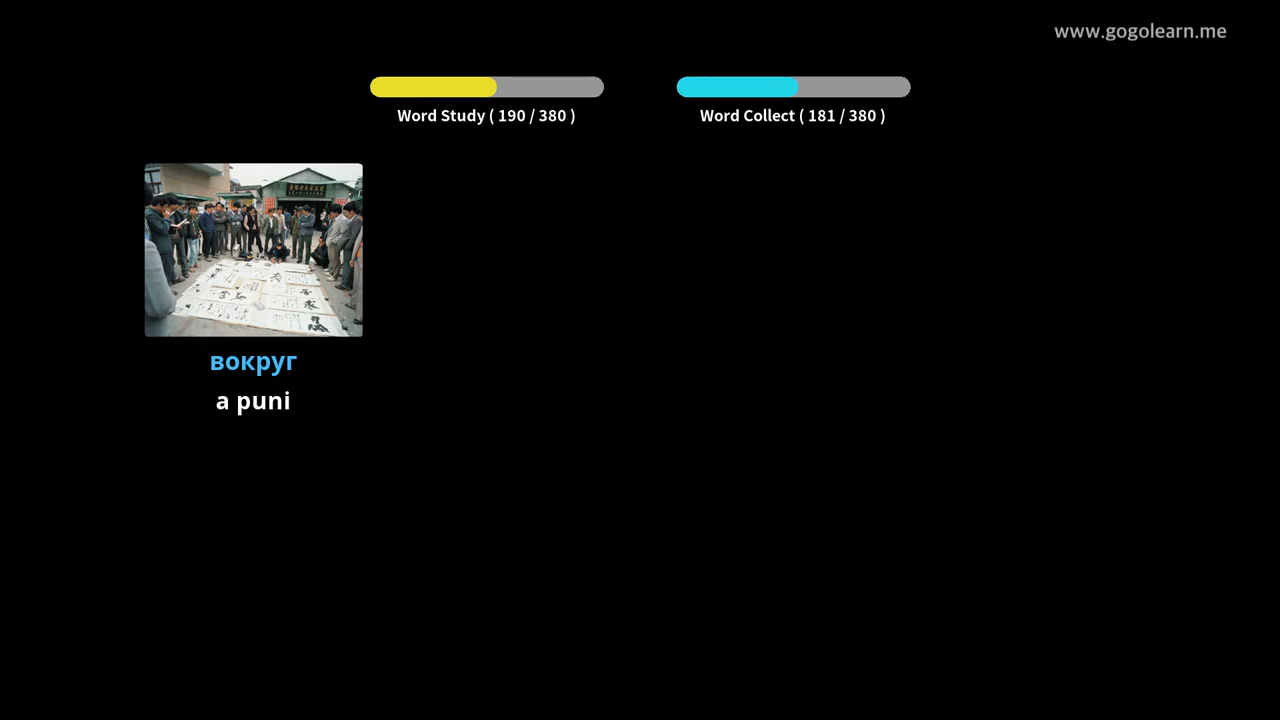 www.gogolearn.me
Word Study ( 190 / 380 )
Word Collect ( 181 / 380 )
вокруг
a puni